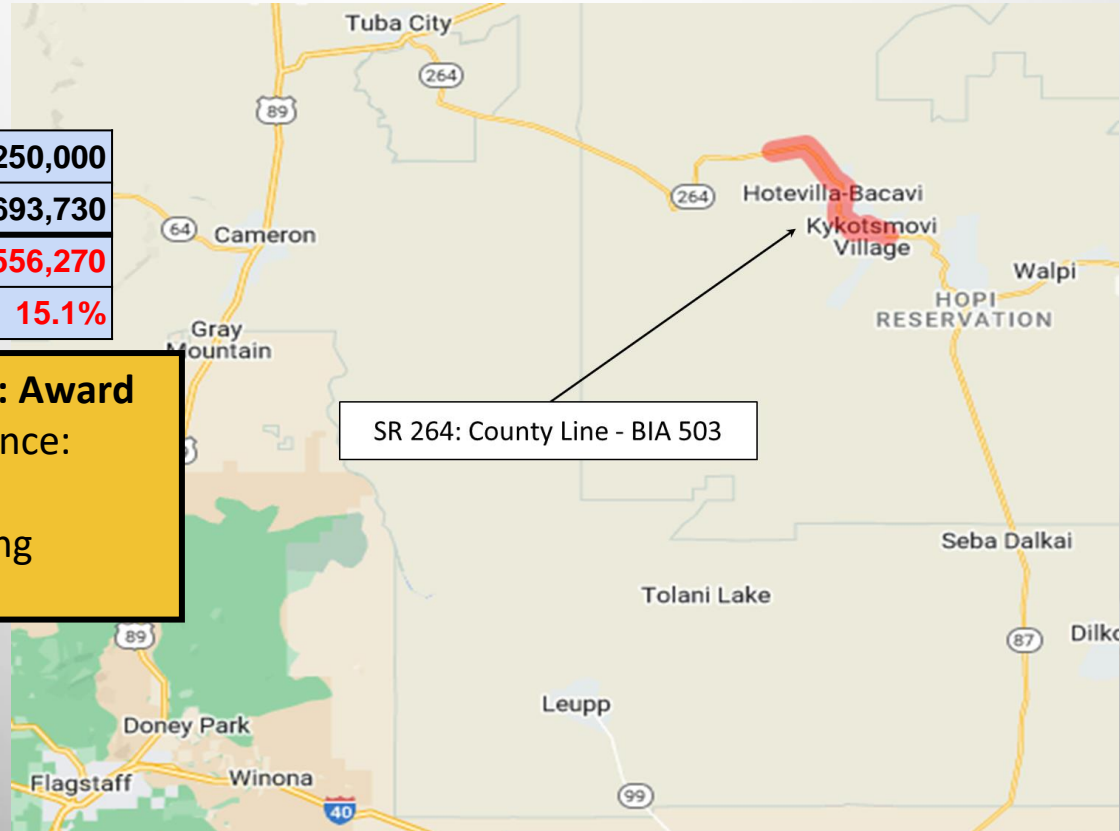 250,000
693,730
556,270
15.1%
: Award
nce:
ng
Tuba City
264
89
264
Hotevilla-Bacavi
Kykotsmovi
Village
64
Cameron
Walpi
HOPI
RESERVATION
Gray
Mountain
SR 264: County Line - BIA 503
Seba Dalkai
Tolani Lake
89
87
Dilko
Leupp
Doney Park
Flagstaff
Winona
40
99